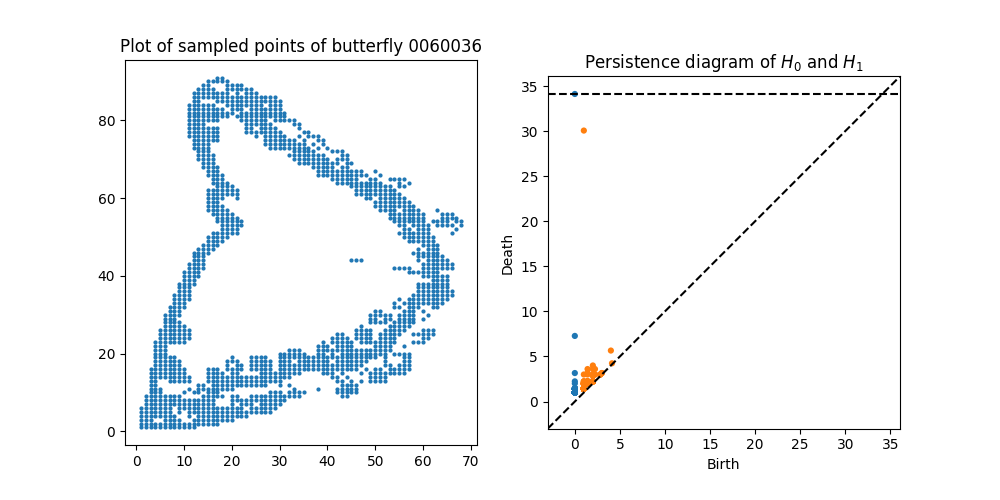 Plot of sampled points of butterfly 0060036
80
60
40
20
0
0 10 20 30 40 50 60 70
Persistence diagram of $H_0$ and $H_1$
35
30
25
20
15
10
5
0
Death
0 5 10 15 20 25 30 35
Birth